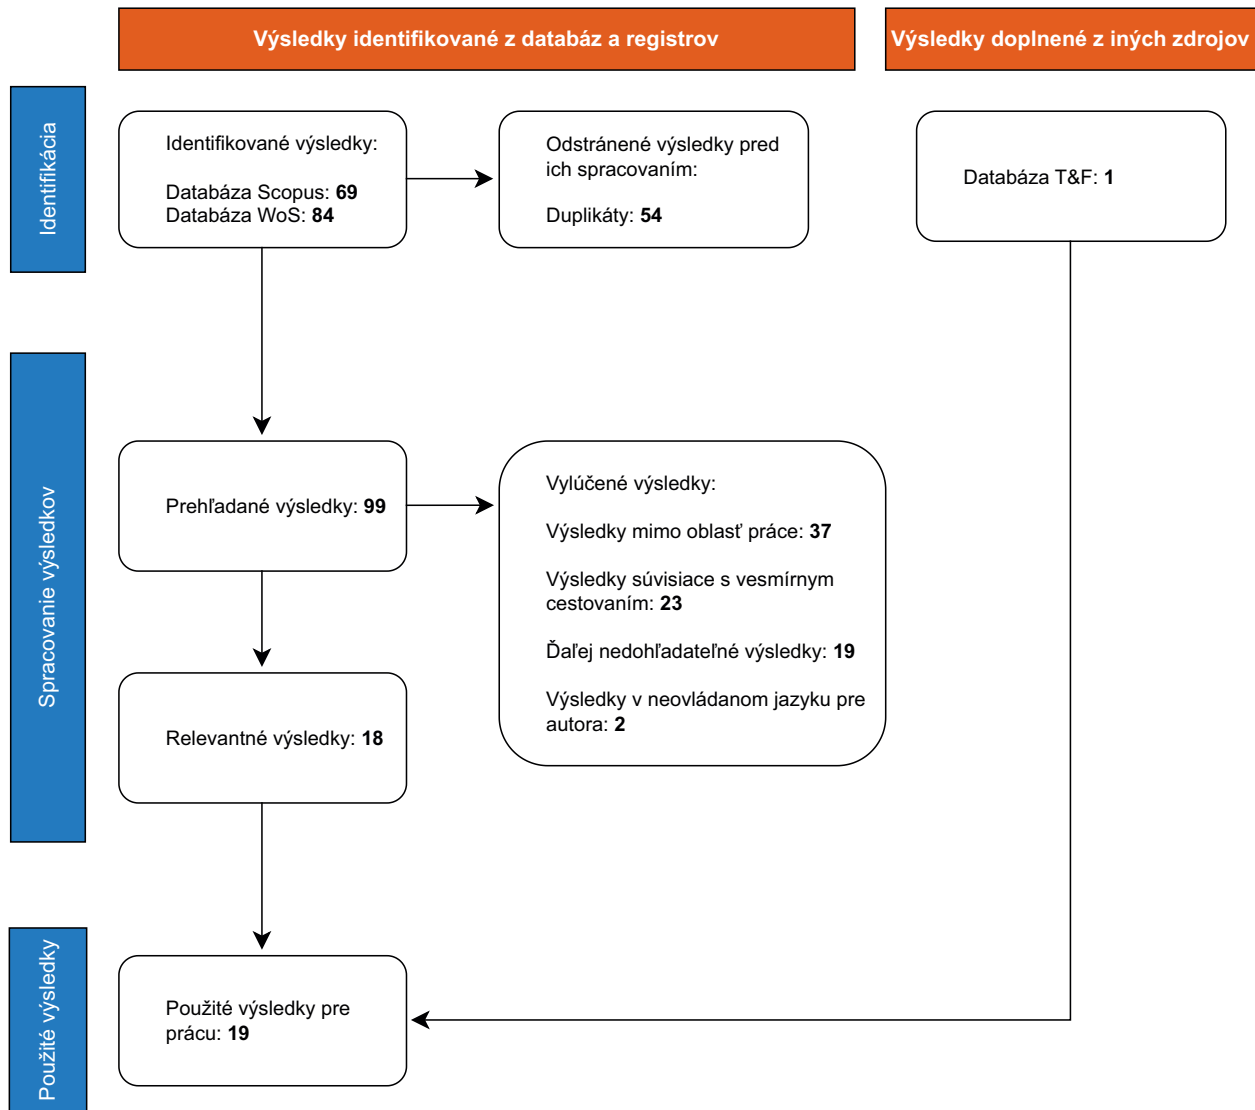 Výsledky identifikované z databáz a registrov
Výsledky doplnené z iných zdrojov
Identifikácia
Identifikované výsledky:
Databáza Scopus: 69
Databáza WoS: 84
Odstránené výsledky pred
ich spracovaním:
Duplikáty: 54
Databáza T&F: 1
Spracovanie výsledkov
Prehľadané výsledky: 99
Vylúčené výsledky:
Výsledky mimo oblasť práce: 37
Výsledky súvisiace s vesmírnym
cestovaním: 23
Ďaľej nedohľadateľné výsledky: 19
Výsledky v neovládanom jazyku pre
autora: 2
Relevantné výsledky: 18
Použité výsledky
Použité výsledky pre
prácu: 19